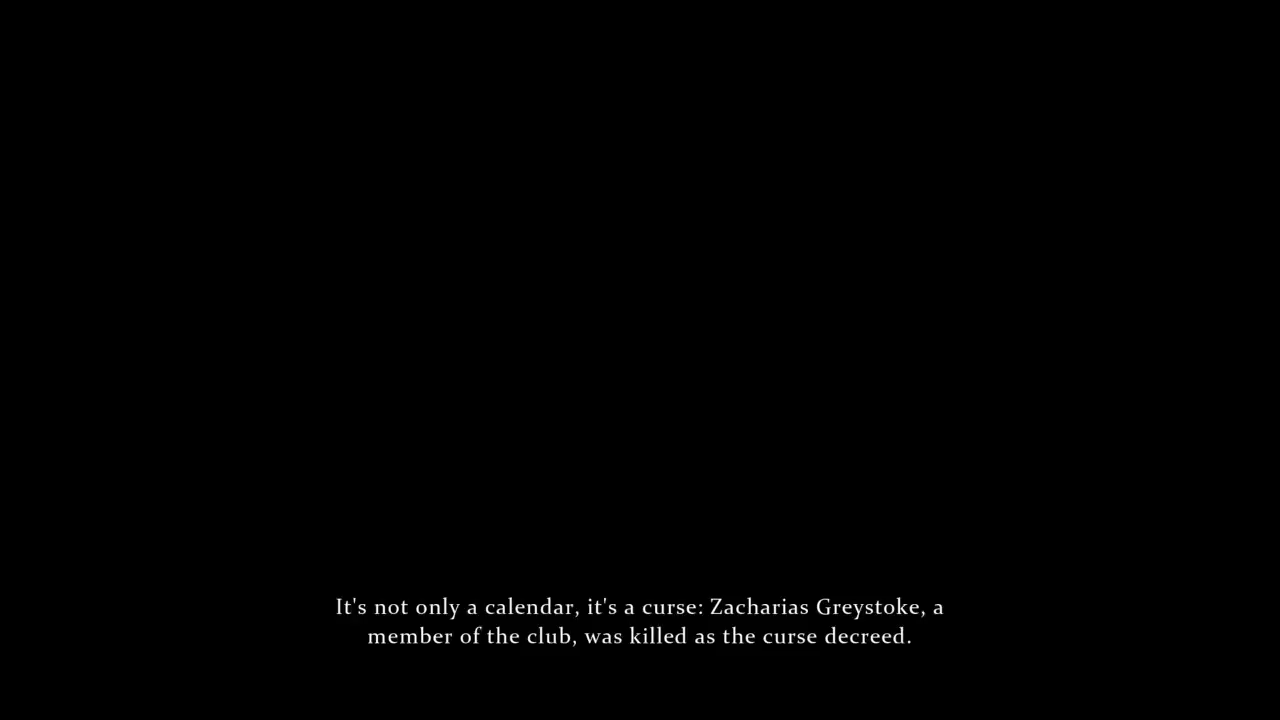 It's not only a calendar, it's a curse: Zacharias Greystoke, a
member of the club, was killed as the curse decreed.